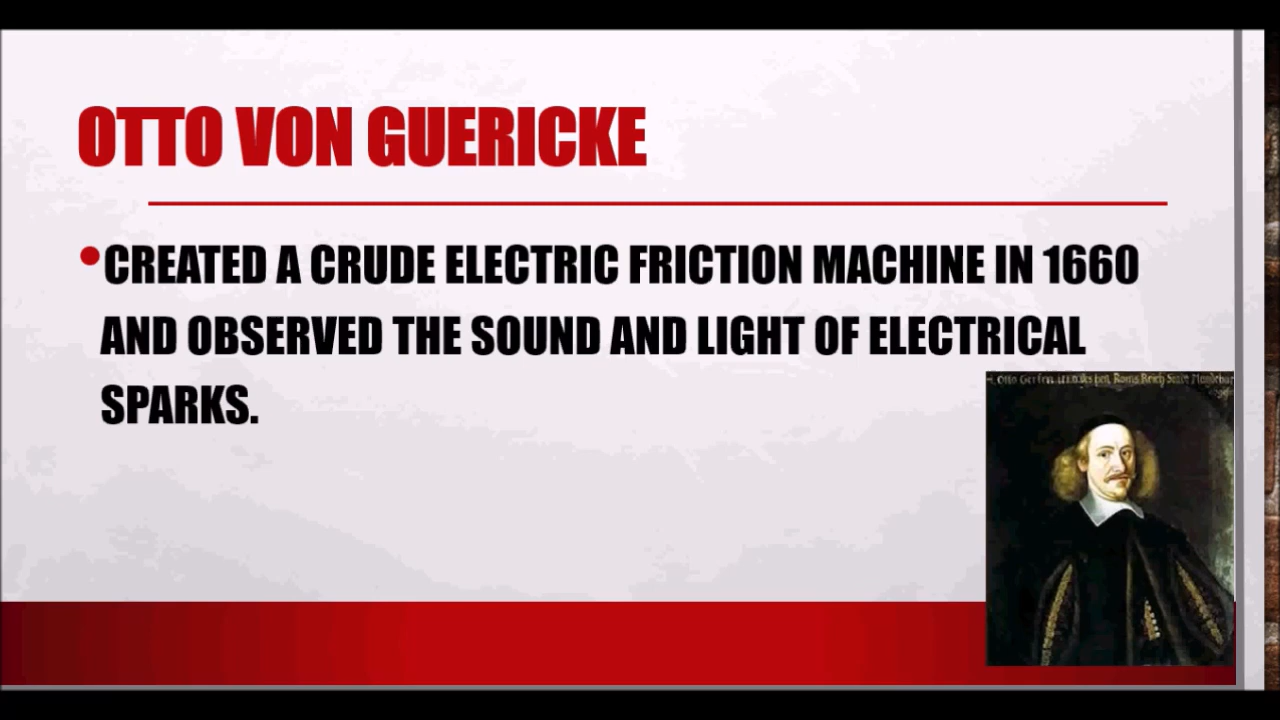 OTTO VON GUERICKE
•CREATED A CRUDE ELECTRIC FRICTION MACHINE IN 1660
AND OBSERVED THE SOUND AND LIGHT OF ELECTRICAL
SPARKS.
Otto